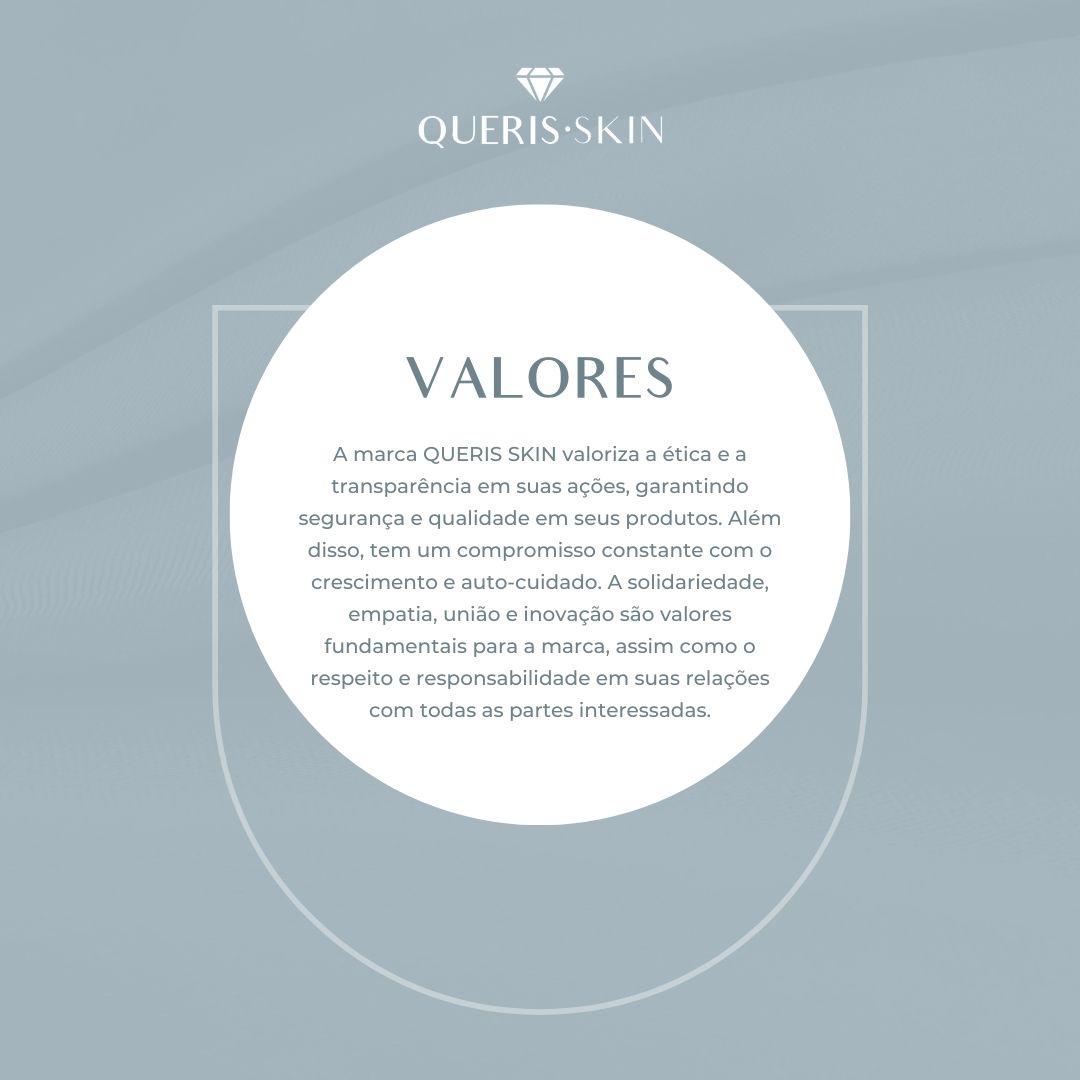 QUERIS·SKIN
VALORES
A marca QUERIS SKIN valoriza a ética e a
transparência em suas ações, garantindo
segurança e qualidade em seus produtos. Além
disso, tem um compromisso constante com o
crescimento e auto-cuidado. A solidariedade,
empatia, união e inovação são valores
fundamentais para a marca, assim como o
respeito e responsabilidade em suas relações
com todas as partes interessadas.